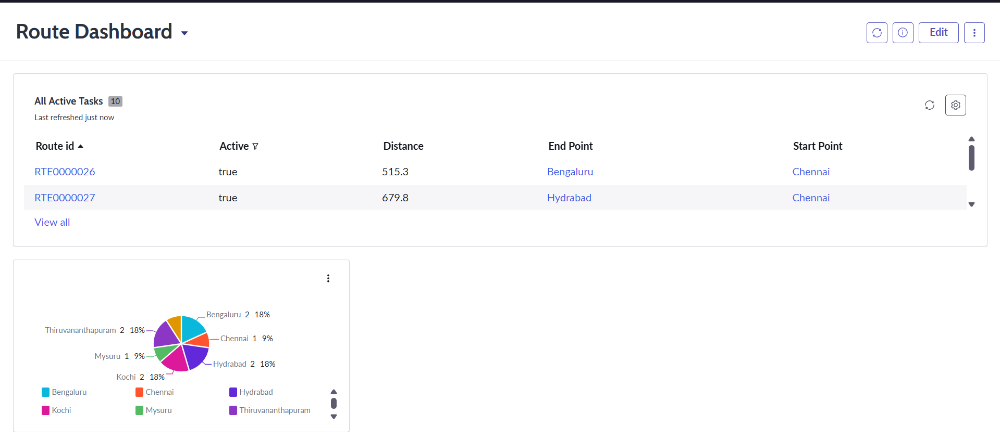 Route Dashboard
Edit
All Active Tasks 10
Last refreshed just now
Route id Active Distance End Point Start Point
RTE0000026 true 515.3 Bengaluru Chennai
RTE0000027 true 679.8 Hydrabad Chennai
View all
Bengaluru 2 18%
Thiruvananthapuram 2 18%
Chennai 1 9%
Mysuru 1 9%
Hydrabad 2 18%
Kochi 2 18%
Bengaluru Chennai Hydrabad
Kochi Mysuru Thiruvananthapuram